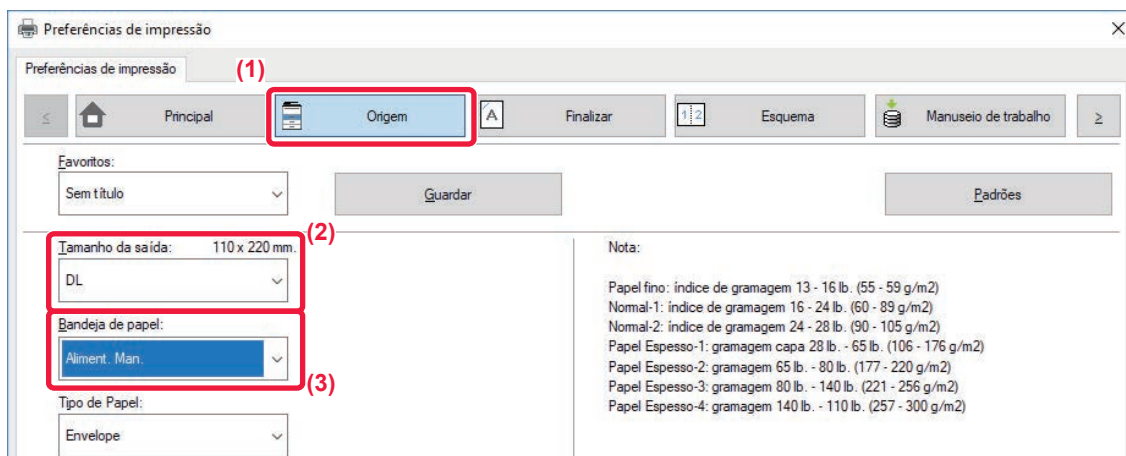 Preferências de impressão
Preferências de impressão
(1)
≤ Principal Origem A Finalizar 1 2 Esquema Manuseio de trabalho ≥
Favoritos:
Sem título Guardar Padrões
(2)
Tamanho da saída: 110 x 220 mm.
DL
Bandeja de papel:
Aliment. Man.
(3)
Tipo de Papel:
Envelope
Nota:
Papel fino: índice de gramagem 13 - 16 lb. (55 - 59 g/m2)
Normal-1: índice de gramagem 16 - 24 lb. (60 - 89 g/m2)
Normal-2: índice de gramagem 24 - 28 lb. (90 - 105 g/m2)
Papel Espesso-1: gramagem capa 28 lb. - 65 lb. (106 - 176 g/m2)
Papel Espesso-2: gramagem 65 lb. - 80 lb. (177 - 220 g/m2)
Papel Espesso-3: gramagem 80 lb. - 140 lb. (221 - 256 g/m2)
Papel Espesso-4: gramagem 140 lb. - 110 lb. (257 - 300 g/m2)